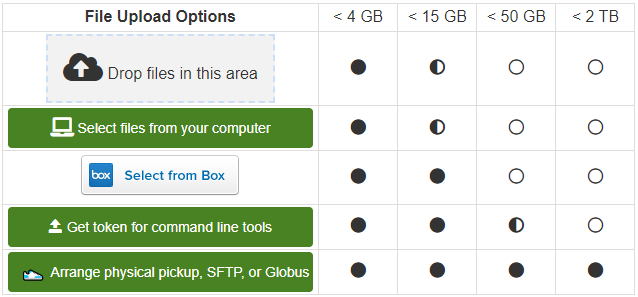 File Upload Options < 4 GB < 15 GB < 50 GB < 2 TB
Drop files in this area
Select files from your computer
box Select from Box
Get token for command line tools
Arrange physical pickup, SFTP, or Globus